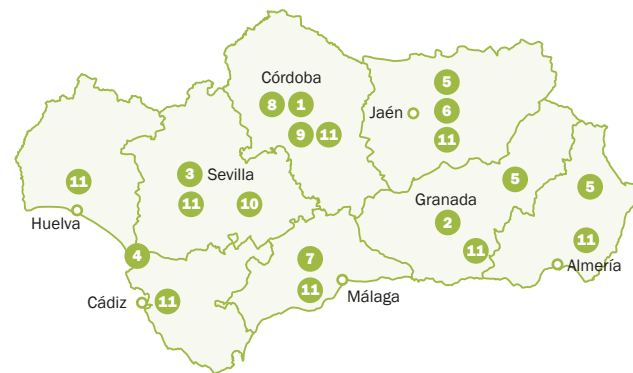 Córdoba
5
8 1
Jaén 6
9 11
11
3 Sevilla
5
5
11
11 10
Granada
2
Huelva
11
11
4
7
Almería
11
Málaga
Cádiz 11